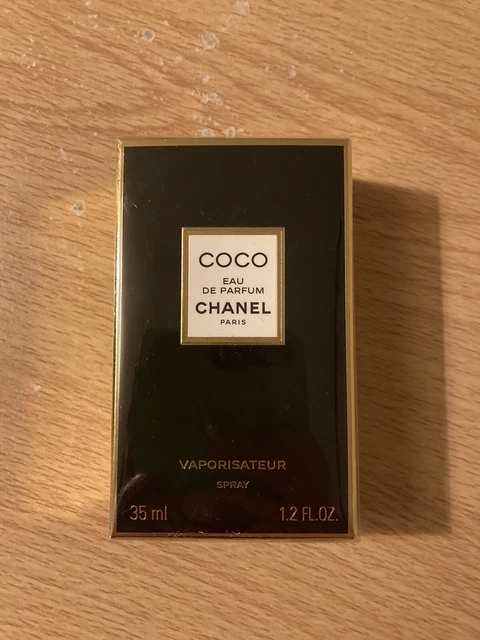 COCO
EAU
DE PARFUM
CHANEL
PARIS
VAPORISATEUR
SPRAY
35 ml 1.2 FL.OZ.